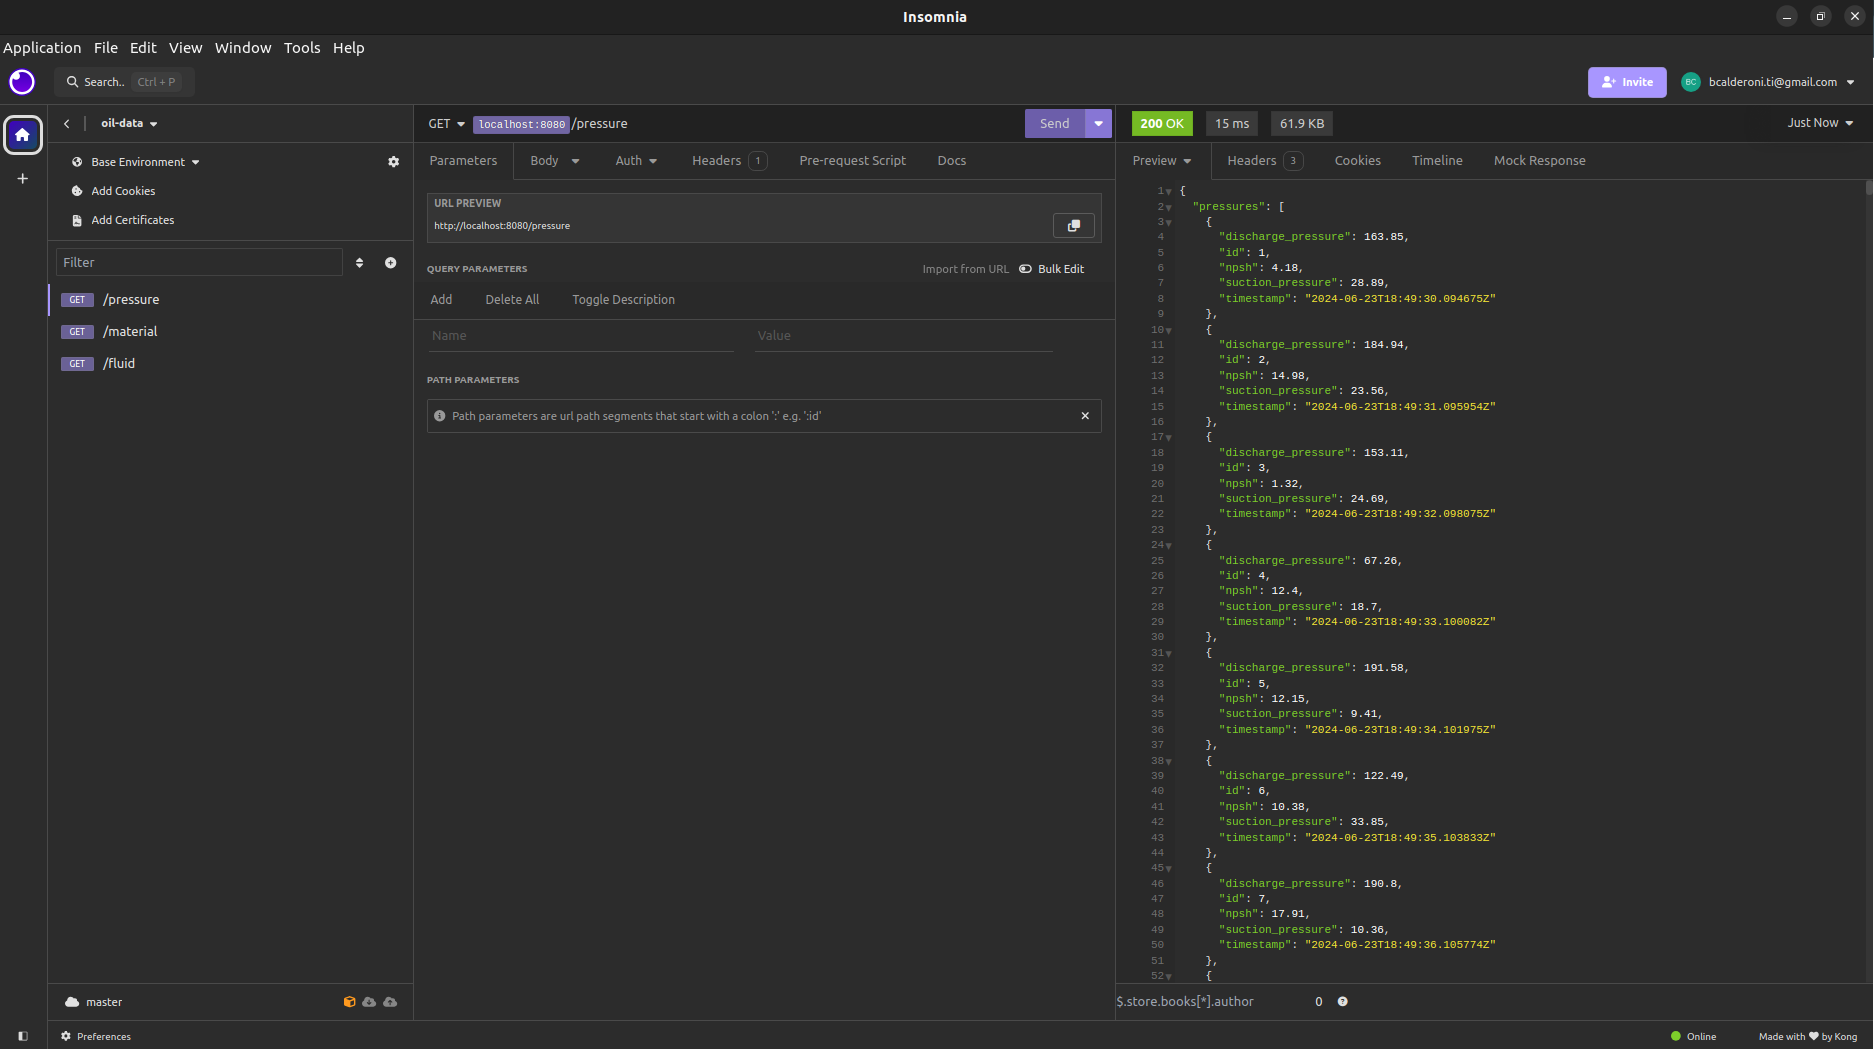 Insomnia
Application File Edit View Window Tools Help
Search.. Ctrl + P
Invite
BC bcalderoni.ti@gmail.com
oil-data
Base Environment
Add Cookies
Add Certificates
Filter
GET /pressure
GET /material
GET /fluid
master
Preferences
GET localhost:8080 /pressure Send
Parameters Body Auth Headers 1 Pre-request Script Docs
URL PREVIEW
http://localhost:8080/pressure
QUERY PARAMETERS Import from URL Bulk Edit
Add Delete All Toggle Description
Name Value
PATH PARAMETERS
Path parameters are url path segments that start with a colon ':' e.g. ':id'
200 OK 15 ms 61.9 KB Just Now
Preview Headers 3 Cookies Timeline Mock Response
1 {
2 "pressures": [
3 {
4 "discharge_pressure": 163.85,
5 "id": 1,
6 "npsh": 4.18,
7 "suction_pressure": 28.89,
8 "timestamp": "2024-06-23T18:49:30.094675Z"
9 },
10 {
11 "discharge_pressure": 184.94,
12 "id": 2,
13 "npsh": 14.98,
14 "suction_pressure": 23.56,
15 "timestamp": "2024-06-23T18:49:31.095954Z"
16 },
17 {
18 "discharge_pressure": 153.11,
19 "id": 3,
20 "npsh": 1.32,
21 "suction_pressure": 24.69,
22 "timestamp": "2024-06-23T18:49:32.098075Z"
23 },
24 {
25 "discharge_pressure": 67.26,
26 "id": 4,
27 "npsh": 12.4,
28 "suction_pressure": 18.7,
29 "timestamp": "2024-06-23T18:49:33.100082Z"
30 },
31 {
32 "discharge_pressure": 191.58,
33 "id": 5,
34 "npsh": 12.15,
35 "suction_pressure": 9.41,
36 "timestamp": "2024-06-23T18:49:34.101975Z"
37 },
38 {
39 "discharge_pressure": 122.49,
40 "id": 6,
41 "npsh": 10.38,
42 "suction_pressure": 33.85,
43 "timestamp": "2024-06-23T18:49:35.103833Z"
44 },
45 {
46 "discharge_pressure": 190.8,
47 "id": 7,
48 "npsh": 17.91,
49 "suction_pressure": 10.36,
50 "timestamp": "2024-06-23T18:49:36.105774Z"
51 },
52 {
$.store.books[*].author 0
Online Made with ❤ by Kong